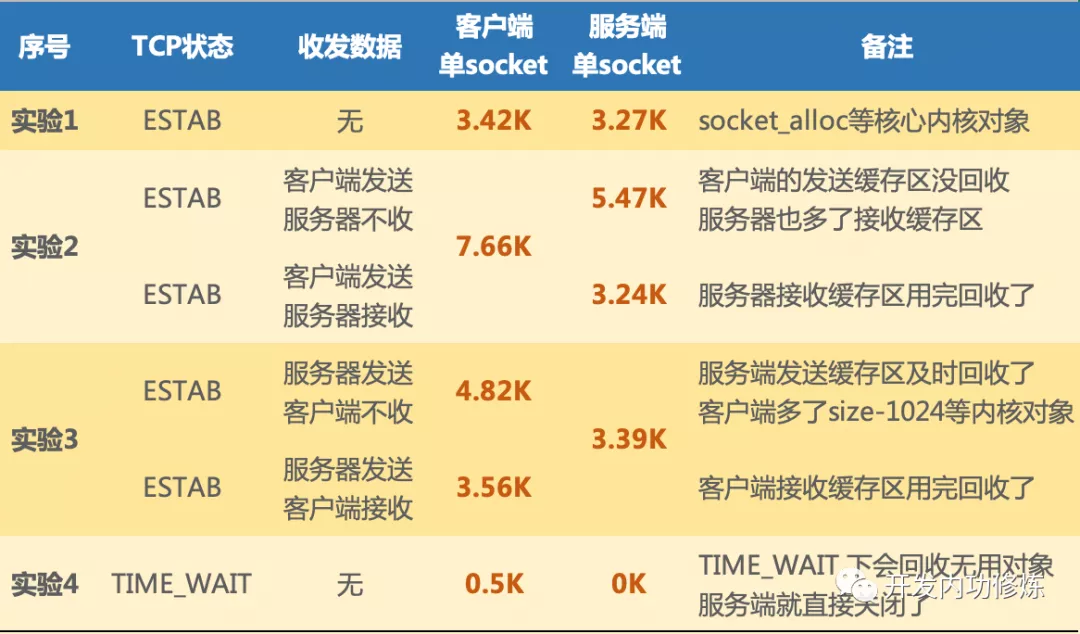 序号 TCP状态 收发数据 客户端 单socket 服务端 单socket 备注
实验1 ESTAB 无 3.42K 3.27K socket_alloc等核心内核对象
实验2
ESTAB 客户端发送 5.47K 客户端的发送缓存区没回收
服务器不收 服务器也多了接收缓存区
7.66K
ESTAB 客户端发送 3.24K 服务器接收缓存区用完回收了
服务器接收
实验3
ESTAB 服务器发送 4.82K 服务端发送缓存区及时回收了
客户端不收 客户端多了size-1024等内核对象
3.39K
ESTAB 服务器发送 3.56K 客户端接收缓存区用完回收了
客户端接收
实验4 TIME_WAIT 无 0.5K 0K TIME_WAIT 下会回收无用对象
服务端就直接关闭了
开发内功修炼